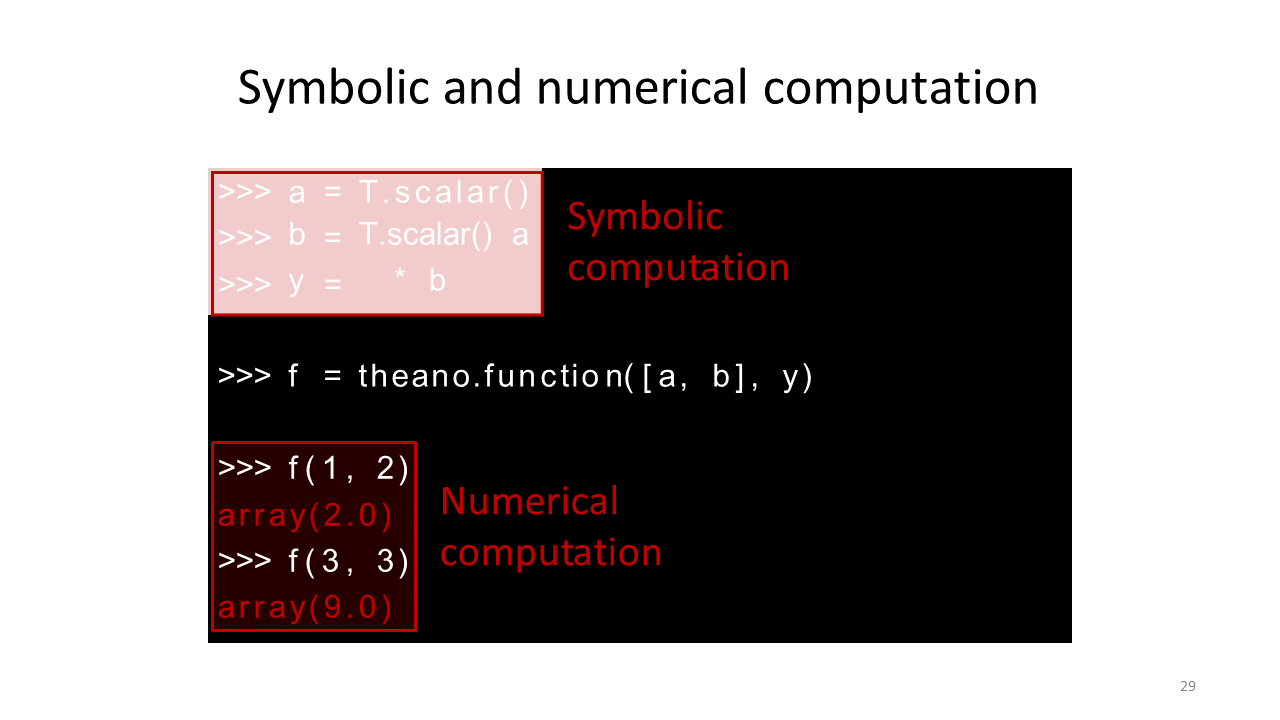 Symbolic and numerical computation
>>> a = T.scalar()
>>> b = T.scalar() a
>>> y = * b
Symbolic
computation
>>> f = theano.function([a, b], y)
>>> f(1, 2)
array(2.0)
>>> f(3, 3)
array(9.0)
Numerical
computation
29